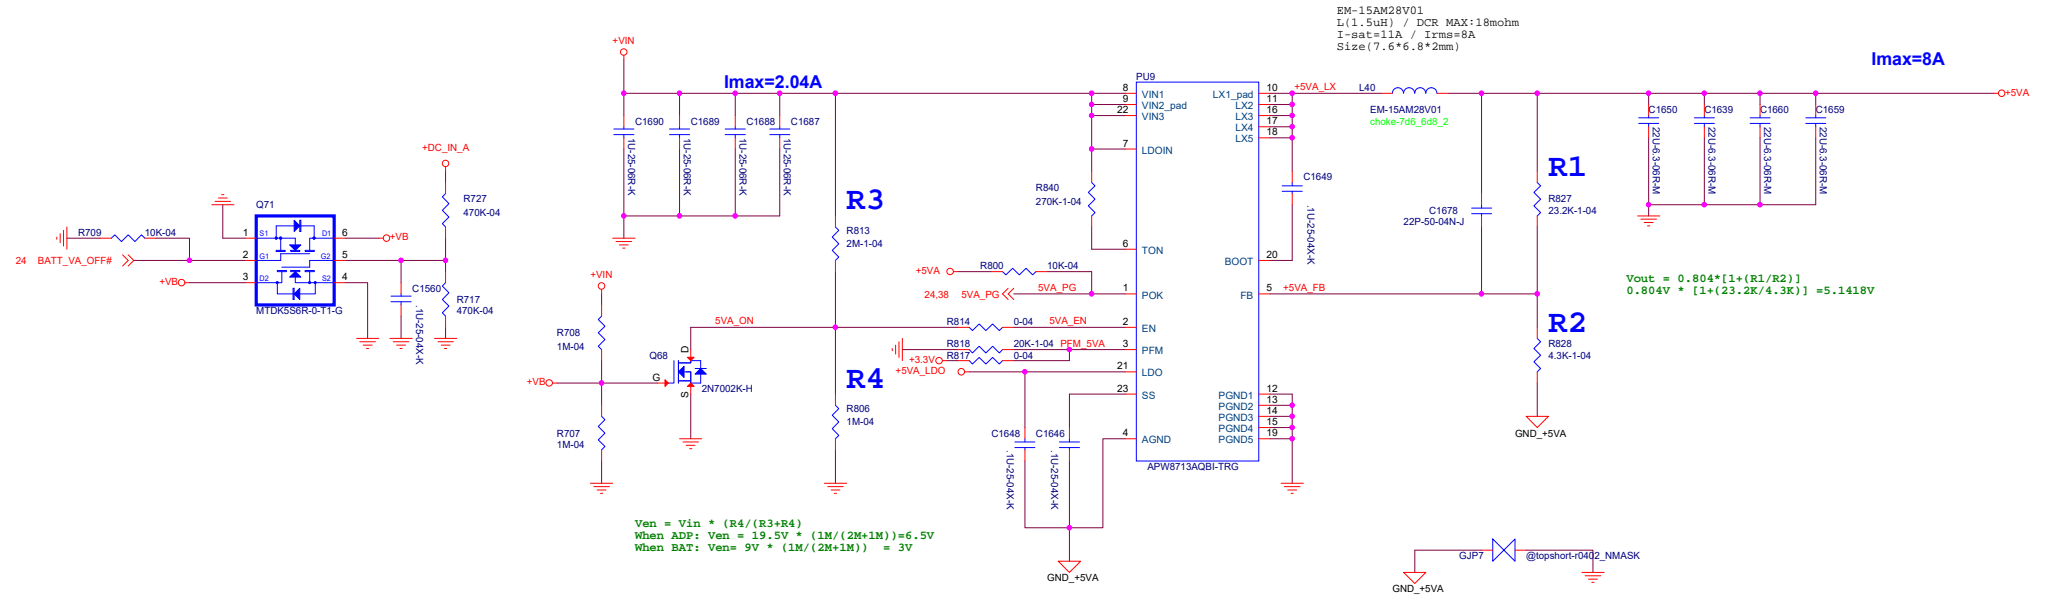 EM-15AM28V01
L(1.5uH) / DCR MAX:18mohm
I-sat=11A / Irms=8A
Size(7.6*6.8*2mm)
Imax=8A
+VIN
Imax=2.04A
PU9
C1690
1U-25-06R-K
C1689
1U-25-06R-K
C1688
1U-25-06R-K
C1687
1U-25-06R-K
8 VIN1
9 VIN2_pad
22 VIN3
7 LDOIN
6 TON
1 POK
2 EN
3 PFM
21 LDO
23 SS
4 AGND
LX1_pad 10
LX2 11
LX3 16
LX4 17
LX5 18
BOOT 20
FB 5
PGND1 12
PGND2 13
PGND3 14
PGND4 15
PGND5 19
APW8713AQBI-TRG
+5VA_LX
L40
EM-15AM28V01
choke-7d6_6d8_2
+5VA
C1650
22U-6.3-06R-M
C1639
22U-6.3-06R-M
C1660
22U-6.3-06R-M
C1659
22U-6.3-06R-M
C1649
.1U-25-04X-K
C1678
22P-50-04N-J
R1
R827
23.2K-1-04
R2
R828
4.3K-1-04
GND_+5VA
+5VA_FB
Vout = 0.804*[1+(R1/R2)]
0.804V * [1+(23.2K/4.3K)] =5.1418V
R3
R813
2M-1-04
R4
R806
1M-04
R840
270K-1-04
+5VA
R800
10K-04
24,38
5VA_PG
5VA_PG
5VA_ON
R814
0-04
5VA_EN
R818
20K-1-04
PFM_5VA
+3.3V
R817
0-04
+5VA_LDO
C1648
.1U-25-04X-K
C1646
.1U-25-04X-K
GND_+5VA
+DC_IN_A
R727
470K-04
Q71
R709
10K-04
24
BATT_VA_OFF#
+VB
1 S1
2 G1
3 D2
D1 6
G2 5
S2 4
MTDK5S6R-0-T1-G
+VB
C1560
.1U-25-04X-K
R717
470K-04
+VIN
R708
1M-04
+VB
R707
1M-04
Q68
G
D
S
2N7002K-H
Ven = Vin * (R4/(R3+R4)
When ADP: Ven = 19.5V * (1M/(2M+1M))=6.5V
When BAT: Ven= 9V * (1M/(2M+1M)) = 3V
GJP7
@topshort-r0402_NMASK
GND_+5VA